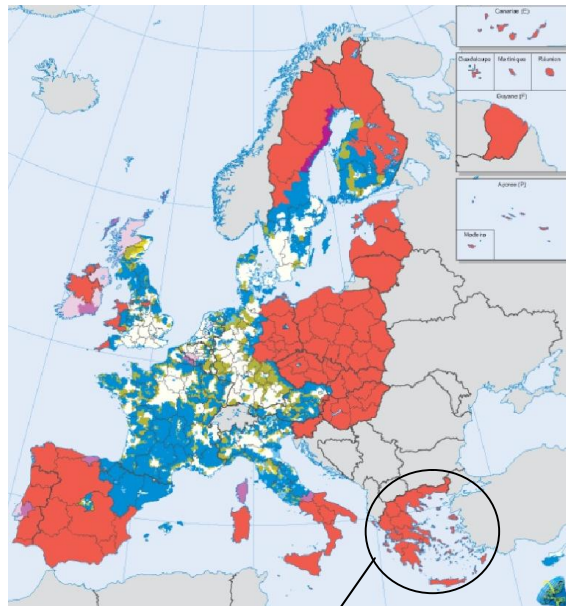 Canarias (E)
Guadeloupe
Martinique
Réunion
Guyane (F)
Açores (P)
Madeira